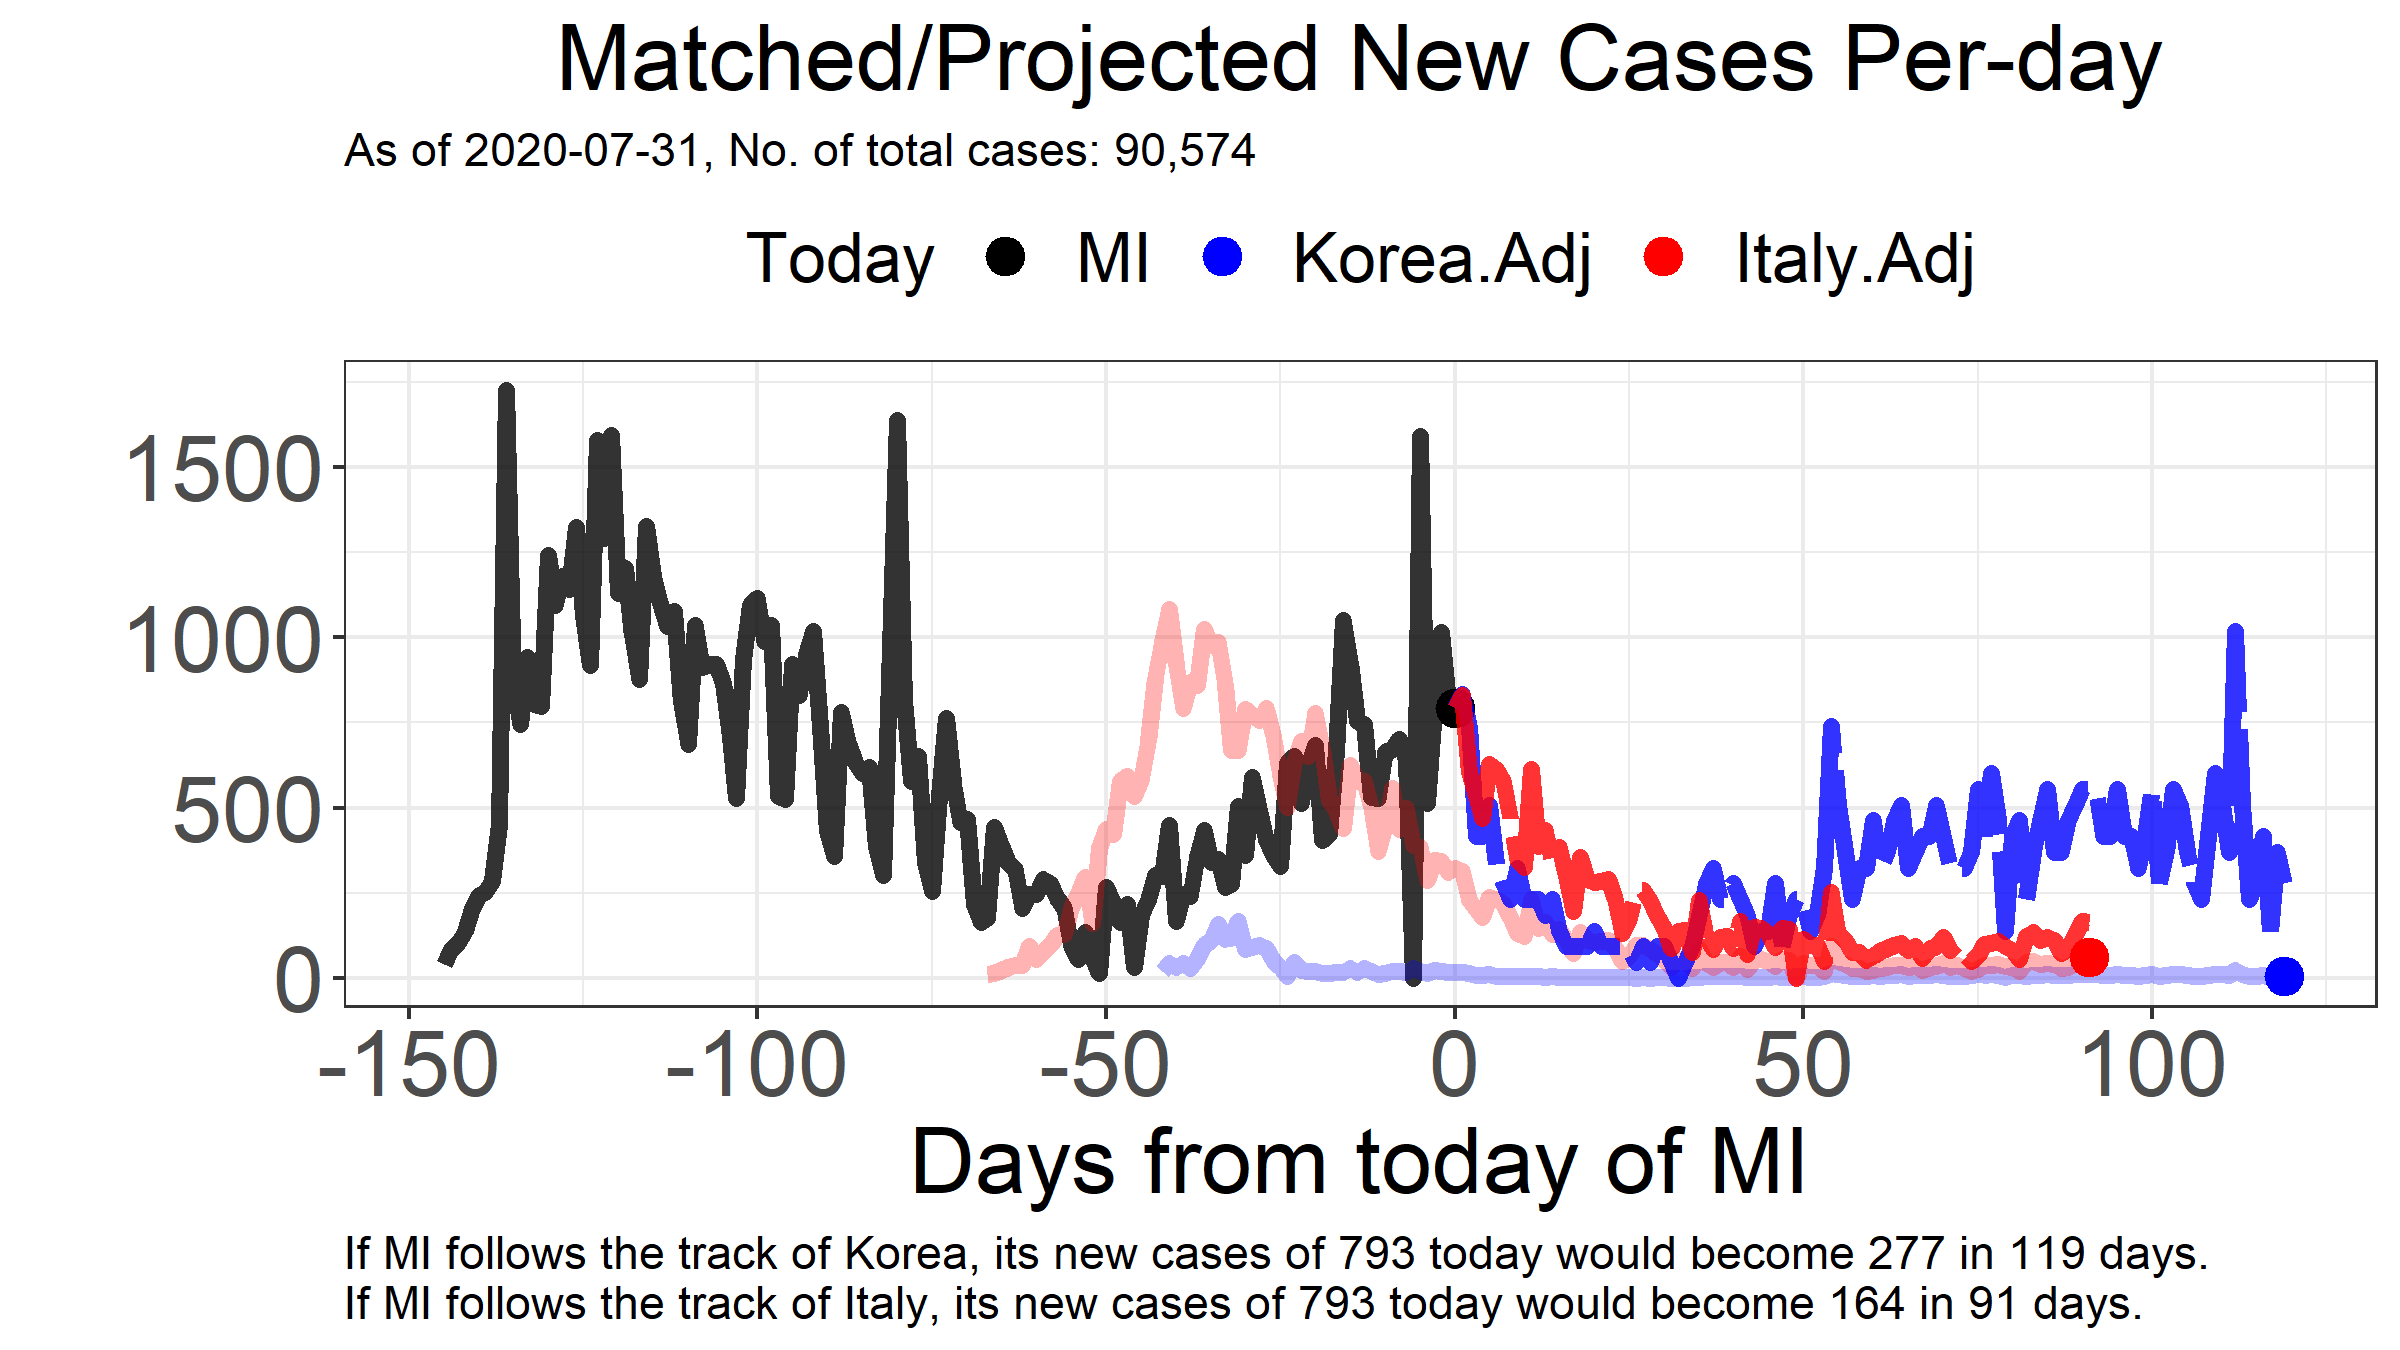 Matched/Projected New Cases Per-day
As of 2020-07-31, No. of total cases: 90,574
Today MI Korea.Adj Italy.Adj
1500
1000
500
0
-150 -100 -50 0 50 100
Days from today of MI
If MI follows the track of Korea, its new cases of 793 today would become 277 in 119 days.
If MI follows the track of Italy, its new cases of 793 today would become 164 in 91 days.